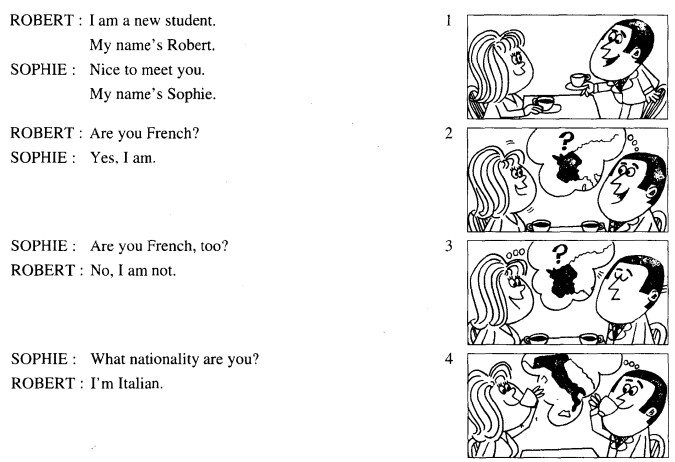 ROBERT : I am a new student. 1
My name's Robert.
SOPHIE : Nice to meet you.
My name's Sophie.
ROBERT : Are you French? 2
?
SOPHIE : Yes, I am.
SOPHIE : Are you French, too? 3
?
ROBERT : No, I am not.
SOPHIE : What nationality are you? 4
ROBERT : I'm Italian.